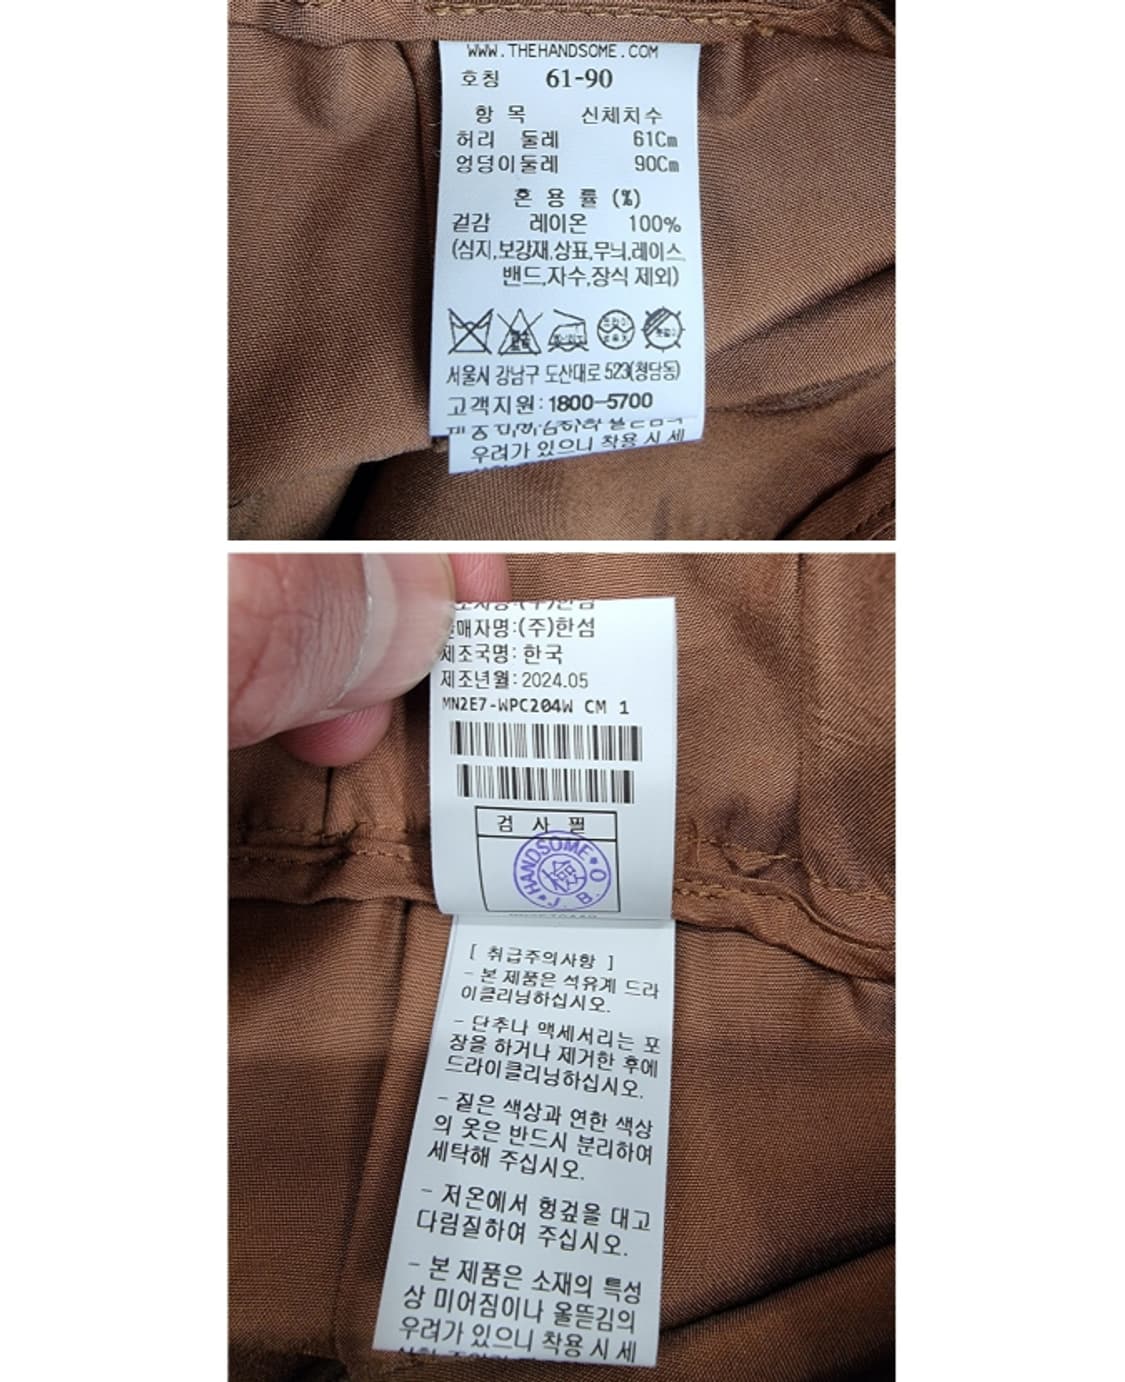 WWW.THEHANDSOME.COM
호칭 61-90
항 목 신체치수
허리 둘레 61Cm
엉덩이둘레 90Cm
혼 용 률 (%)
겉감 레이온 100%
(심지,보강재,상표,무늬,레이스,
밴드,자수,장식 제외)
서울시 강남구 도산대로 523(청담동)
고객지원: 1800-5700
우려가 있으니 착용 시 세
(주)한섬
판매자명:(주)한섬
제조국명: 한국
제조년월: 2024.05
MN2E7-WPC204W CM 1
검 사 필
HANDSOME
J. B. O
檢
[ 취급주의사항 ]
- 본 제품은 석유계 드라
이클리닝하십시오.
- 단추나 액세서리는 포
장을 하거나 제거한 후에
드라이클리닝하십시오.
- 짙은 색상과 연한 색상
의 옷은 반드시 분리하여
세탁해 주십시오.
- 저온에서 헝겊을 대고
다림질하여 주십시오.
- 본 제품은 소재의 특성
상 미어짐이나 올뜯김의
우려가 있으니 착용 시 세